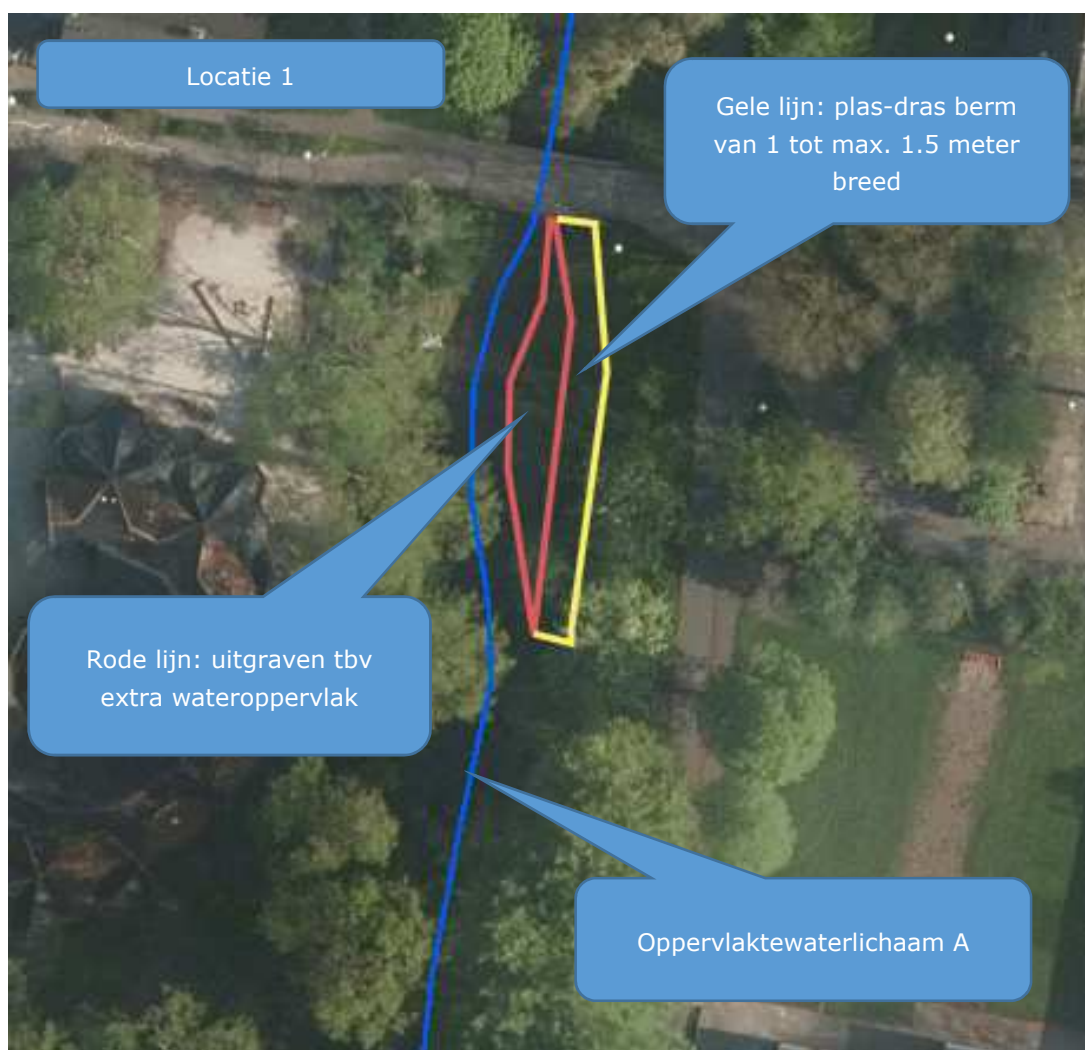 Locatie 1
Gele lijn: plas-dras berm
van 1 tot max. 1.5 meter
breed
Rode lijn: uitgraven tbv
extra wateroppervlak
Oppervlaktewaterlichaam A